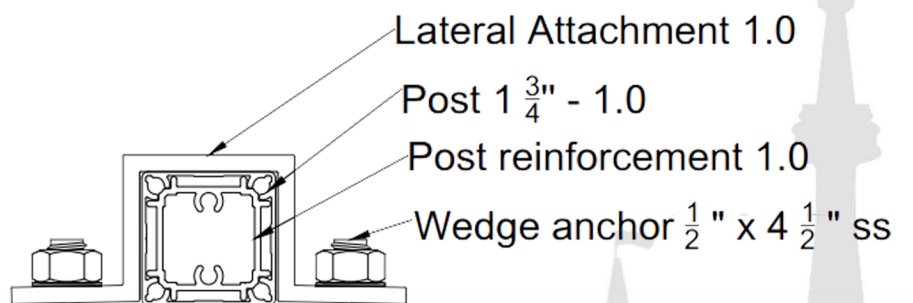 Lateral Attachment 1.0
Post 1 3/4" - 1.0
Post reinforcement 1.0
Wedge anchor 1/2 " x 4 1/2 " ss